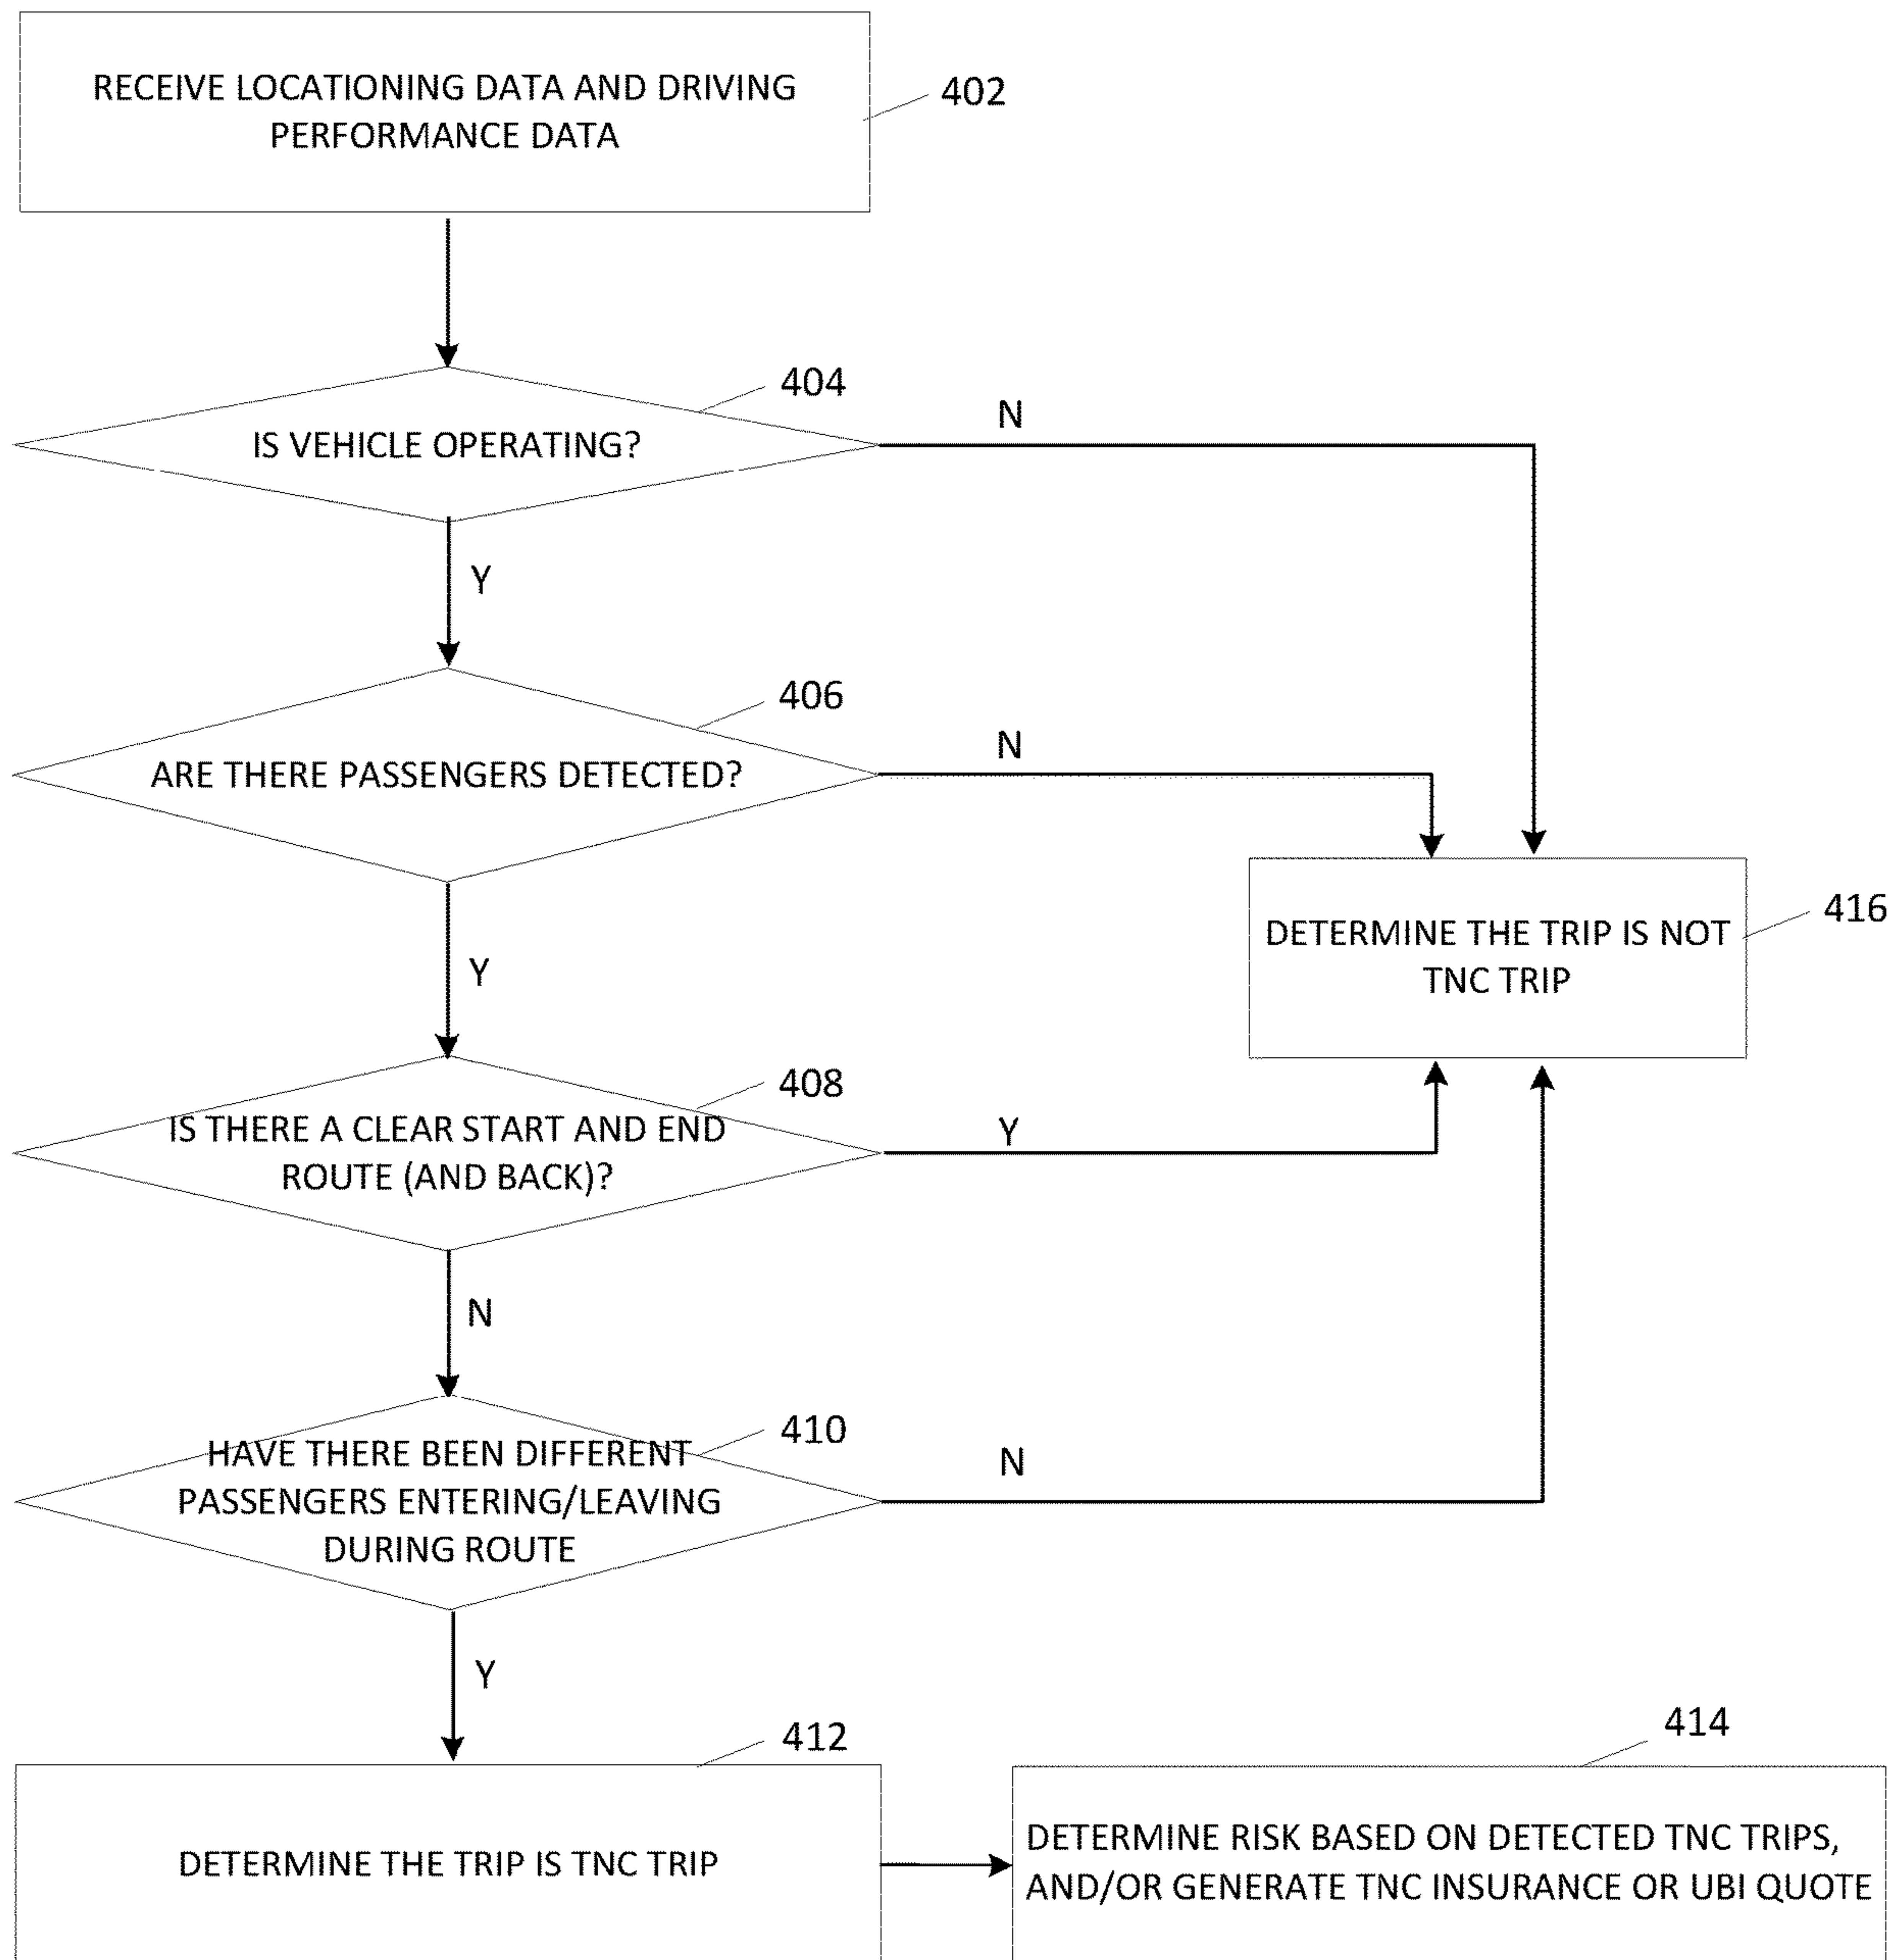 RECEIVE LOCATIONING DATA AND DRIVING
PERFORMANCE DATA
402
404
IS VEHICLE OPERATING?
N
Y
406
ARE THERE PASSENGERS DETECTED?
N
Y
DETERMINE THE TRIP IS NOT
TNC TRIP
416
408
IS THERE A CLEAR START AND END
ROUTE (AND BACK)?
Y
N
410
HAVE THERE BEEN DIFFERENT
PASSENGERS ENTERING/LEAVING
DURING ROUTE
N
Y
412
DETERMINE THE TRIP IS TNC TRIP
414
DETERMINE RISK BASED ON DETECTED TNC TRIPS,
AND/OR GENERATE TNC INSURANCE OR UBI QUOTE